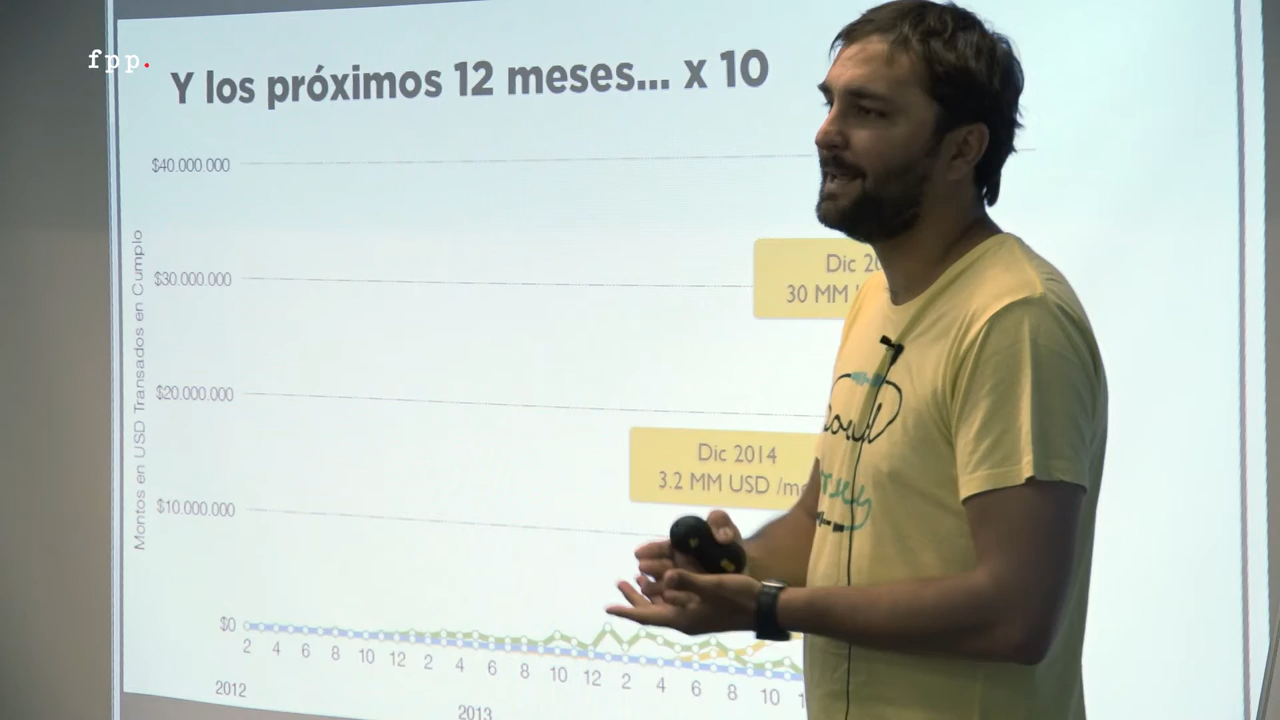 fpp.
Y los próximos 12 meses... x 10
$40.000.000
$30.000.000
$20.000.000
$10.000.000
$0
Montos en USD Transados en Cumplo
Dic
30 MM
Dic 2014
3.2 MM USD
2 4 6 8 10 12 2 4 6 8 10 12 2 4 6 8 10
2012
2013